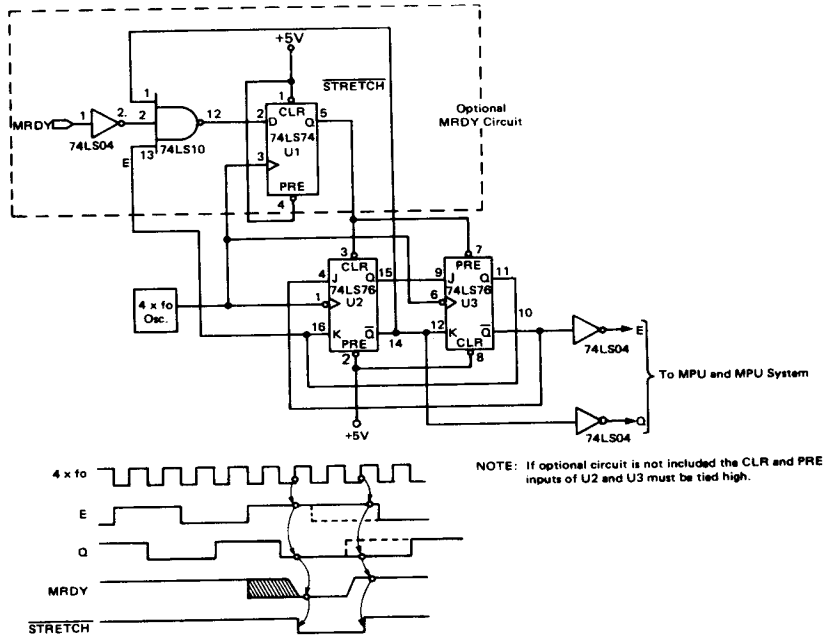 +5V
STRETCH
Optional
MRDY Circuit
1
1
CLR
MRDY
1
2.
2
12
2
D
Q
5
13
74LS04
74LS10
74LS74
U1
E
3
PRE
4
3
7
CLR
PRE
4
J
Q
15
9
J
Q
11
74LS76
74LS76
4 x fo
Osc.
1
U2
6
U3
10
16
K
Q
14
12
K
Q
E
PRE
CLR
2
8
74LS04
To MPU and MPU System
+5V
Q
74LS04
NOTE: If optional circuit is not included the CLR and PRE
inputs of U2 and U3 must be tied high.
4 x fo
E
Q
MRDY
STRETCH